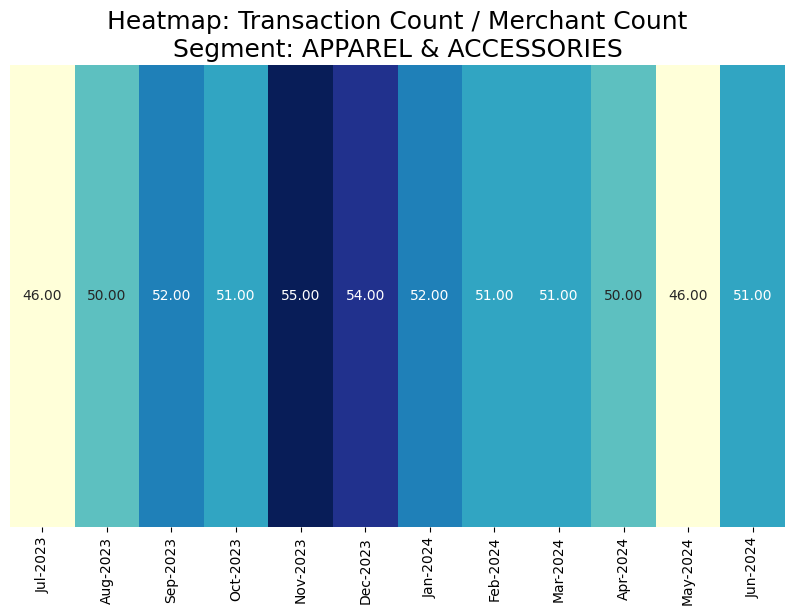 Heatmap: Transaction Count / Merchant Count
Segment: APPAREL & ACCESSORIES
46.00 50.00 52.00 51.00 55.00 54.00 52.00 51.00 51.00 50.00 46.00 51.00
Jul-2023 Aug-2023 Sep-2023 Oct-2023 Nov-2023 Dec-2023 Jan-2024 Feb-2024 Mar-2024 Apr-2024 May-2024 Jun-2024